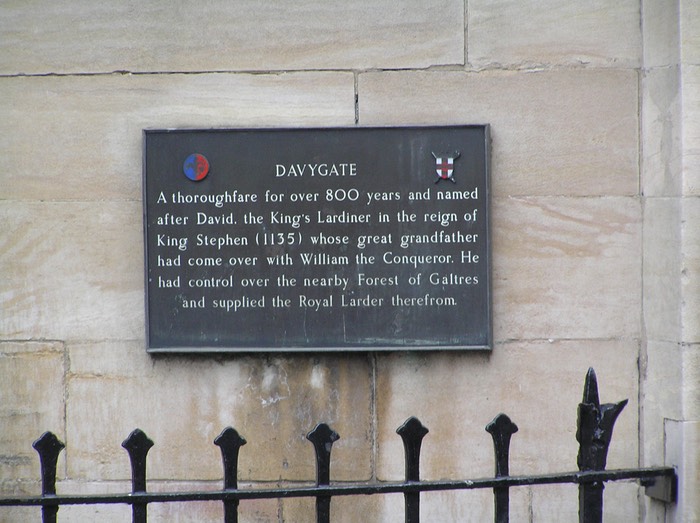 DAVYGATE
A thoroughfare for over 800 years and named
after David, the King's Lardiner in the reign of
King Stephen (1135) whose great grandfather
had come over with William the Conqueror. He
had control over the nearby Forest of Galtres
and supplied the Royal Larder therefrom.